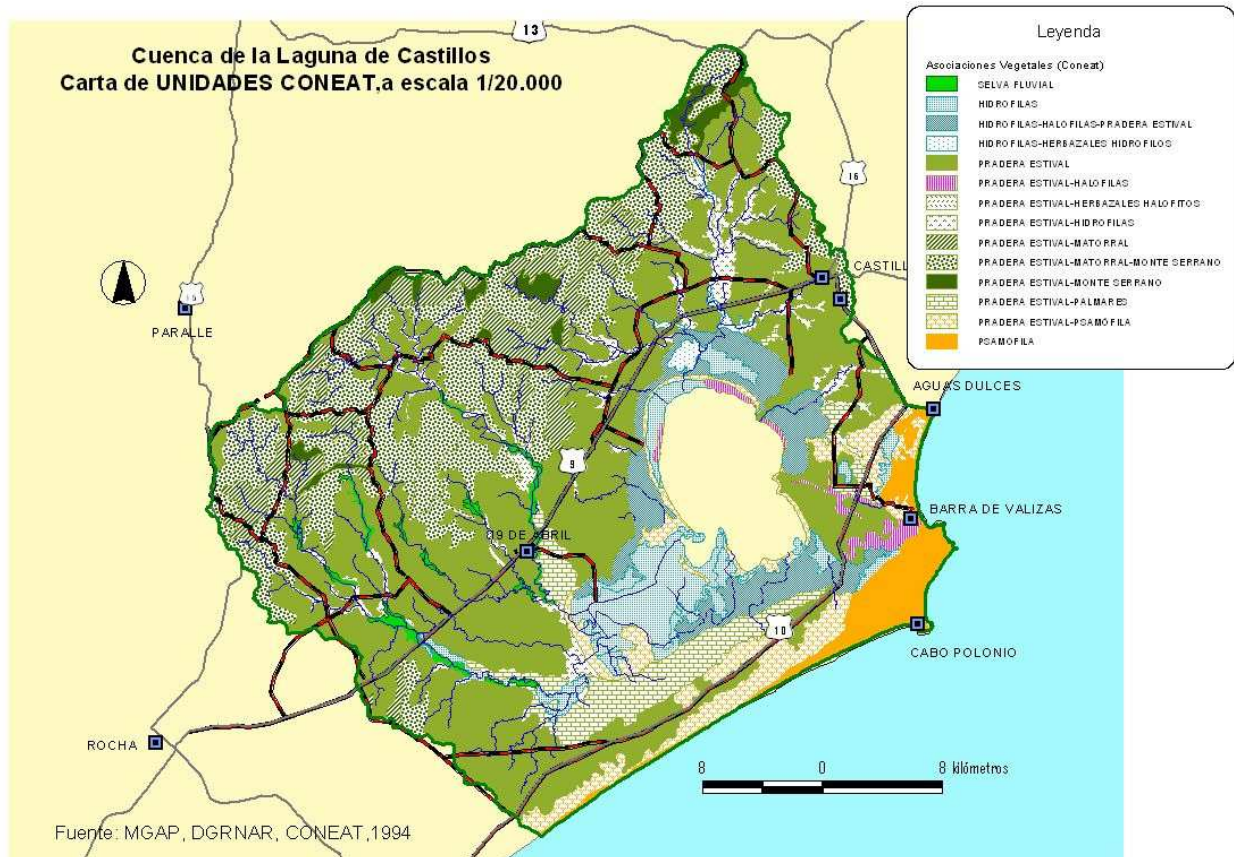 Cuenca de la Laguna de Castillos
Carta de UNIDADES CONEAT,a escala 1/20.000
13
Leyenda
Asociaciones Vegetales (Coneat)
SELVA FLUVIAL
HIDROFILAS
HIDROFILAS-HALOFILAS-PRADERA ESTIVAL
HIDROFILAS-HERBAZALES HIDROFILOS
PRADERA ESTIVAL
PRADERA ESTIVAL-HALOFILAS
PRADERA ESTIVAL-HERBAZALES HALOFITOS
PRADERA ESTIVAL-HIDROFILAS
PRADERA ESTIVAL-MATORRAL
PRADERA ESTIVAL-MATORRAL-MONTE SERRANO
PRADERA ESTIVAL-MONTE SERRANO
PRADERA ESTIVAL-PALMARES
PRADERA ESTIVAL-PSAMOFILA
PSAMOFILA
16
CASTILL
15
PARALLE
AGUAS DULCES
9
BARRA DE VALIZAS
19 DE ABRIL
10
CABO POLONIO
ROCHA
8 0 8 kilómetros
Fuente: MGAP, DGRNAR, CONEAT,1994